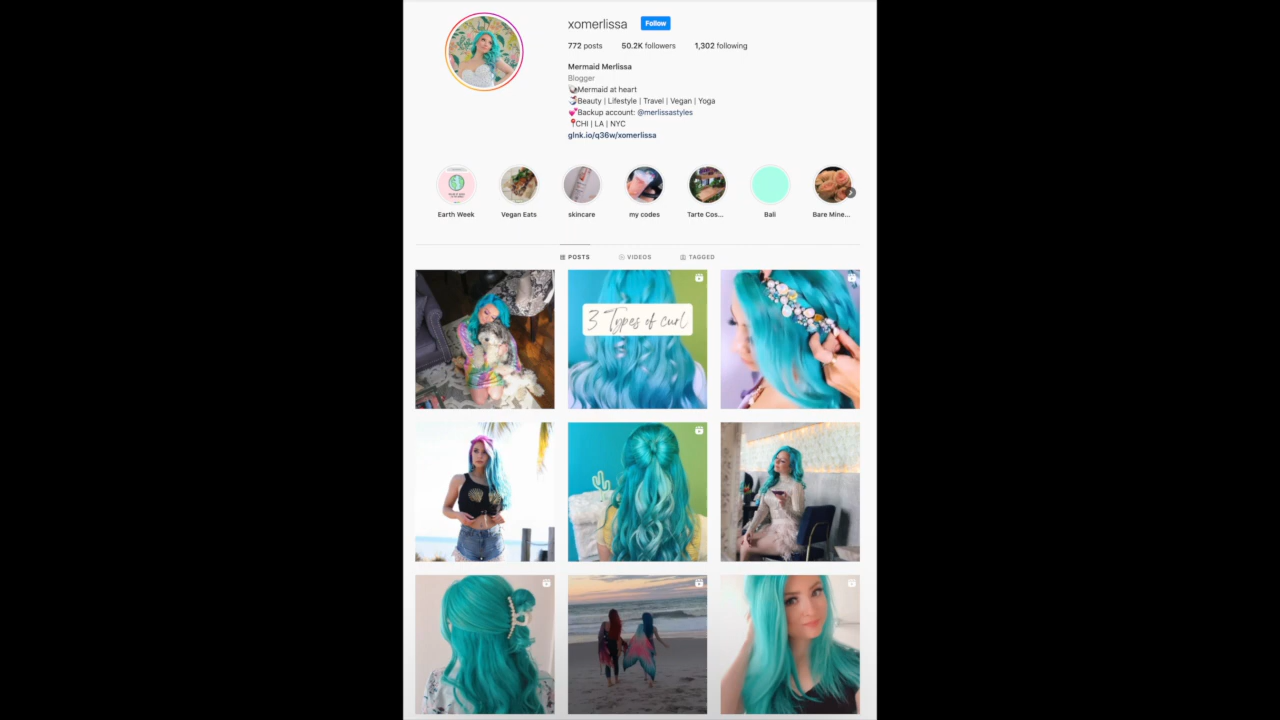 xomerlissa Follow
772 posts 50.2K followers 1,302 following
Mermaid Merlissa
Blogger
🐚Mermaid at heart
🧜🏻‍♀️Beauty | Lifestyle | Travel | Vegan | Yoga
💕Backup account: @merlissastyles
📍CHI | LA | NYC
glnk.io/q36w/xomerlissa
Earth Week Vegan Eats skincare my codes Tarte Cos... Bali Bare Mine...
POSTS VIDEOS TAGGED
3 Types of curl